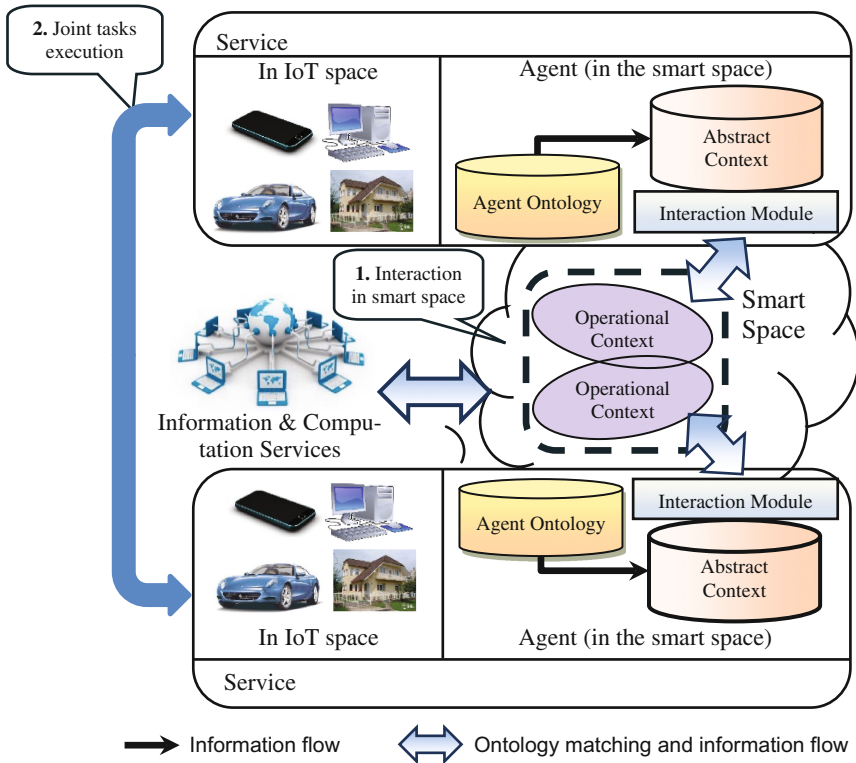 2. Joint tasks
execution
Service
In IoT space
Agent (in the smart space)
Abstract
Context
Agent Ontology
Interaction Module
1. Interaction
in smart space
Smart
Space
Operational
Context
Operational
Context
Information & Compu-
tation Services
Interaction Module
Agent Ontology
Abstract
Context
In IoT space
Agent (in the smart space)
Service
Information flow
Ontology matching and information flow